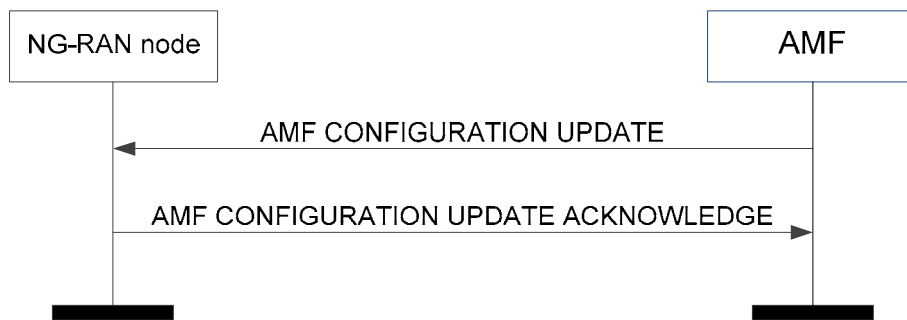 NG-RAN node
AMF
AMF CONFIGURATION UPDATE
AMF CONFIGURATION UPDATE ACKNOWLEDGE